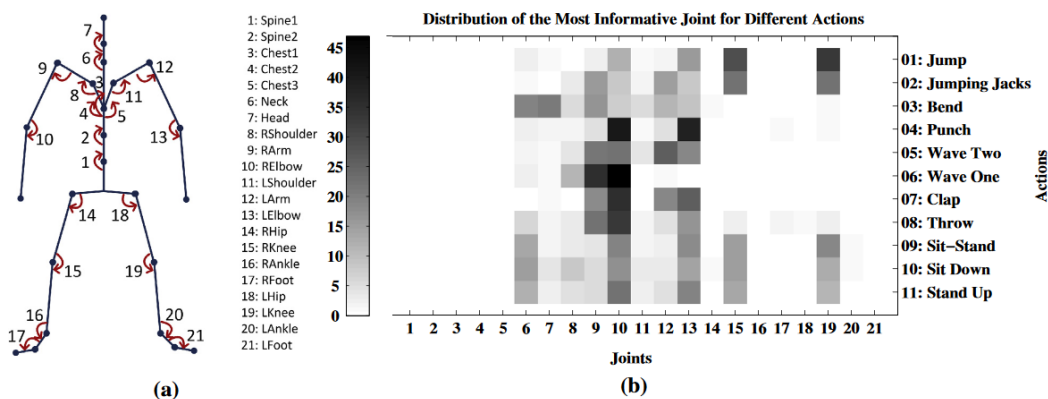 7
6
9
12
3
8
11
4
5
10
13
2
1
14
18
15
19
16
20
17
21
(a)
1: Spine1
2: Spine2
3: Chest1
4: Chest2
5: Chest3
6: Neck
7: Head
8: RShoulder
9: RArm
10: RElbow
11: LShoulder
12: LArm
13: LElbow
14: RHip
15: RKnee
16: RAnkle
17: RFoot
18: LHip
19: LKnee
20: LAnkle
21: LFoot
Distribution of the Most Informative Joint for Different Actions
45
40
35
30
25
20
15
10
5
0
01: Jump
02: Jumping Jacks
03: Bend
04: Punch
05: Wave Two
06: Wave One
07: Clap
08: Throw
09: Sit−Stand
10: Sit Down
11: Stand Up
Actions
1 2 3 4 5 6 7 8 9 10 11 12 13 14 15 16 17 18 19 20 21
Joints
(b)